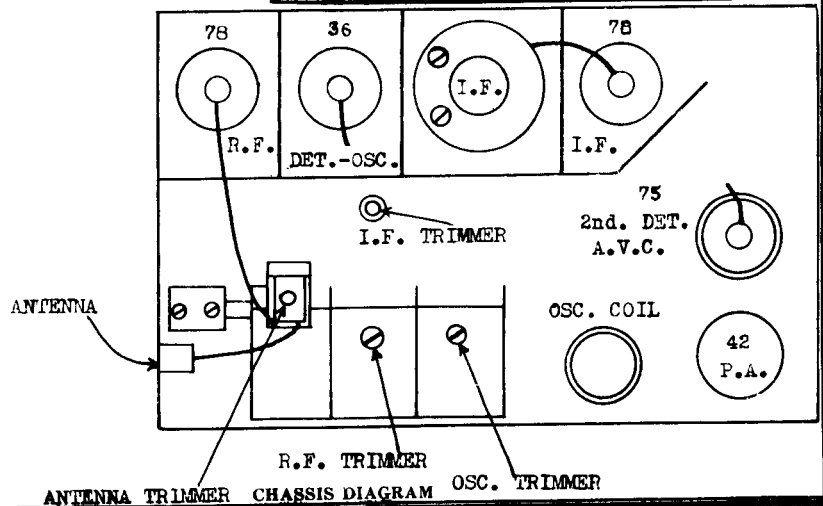 78 36 78
I.F.
R.F. DET.-OSC. I.F.
I.F. TRIMMER
75
2nd. DET.
A.V.C.
ANTENNA
OSC. COIL
42
P.A.
R.F. TRIMMER
OSC. TRIMMER
ANTENNA TRIMMER
CHASSIS DIAGRAM